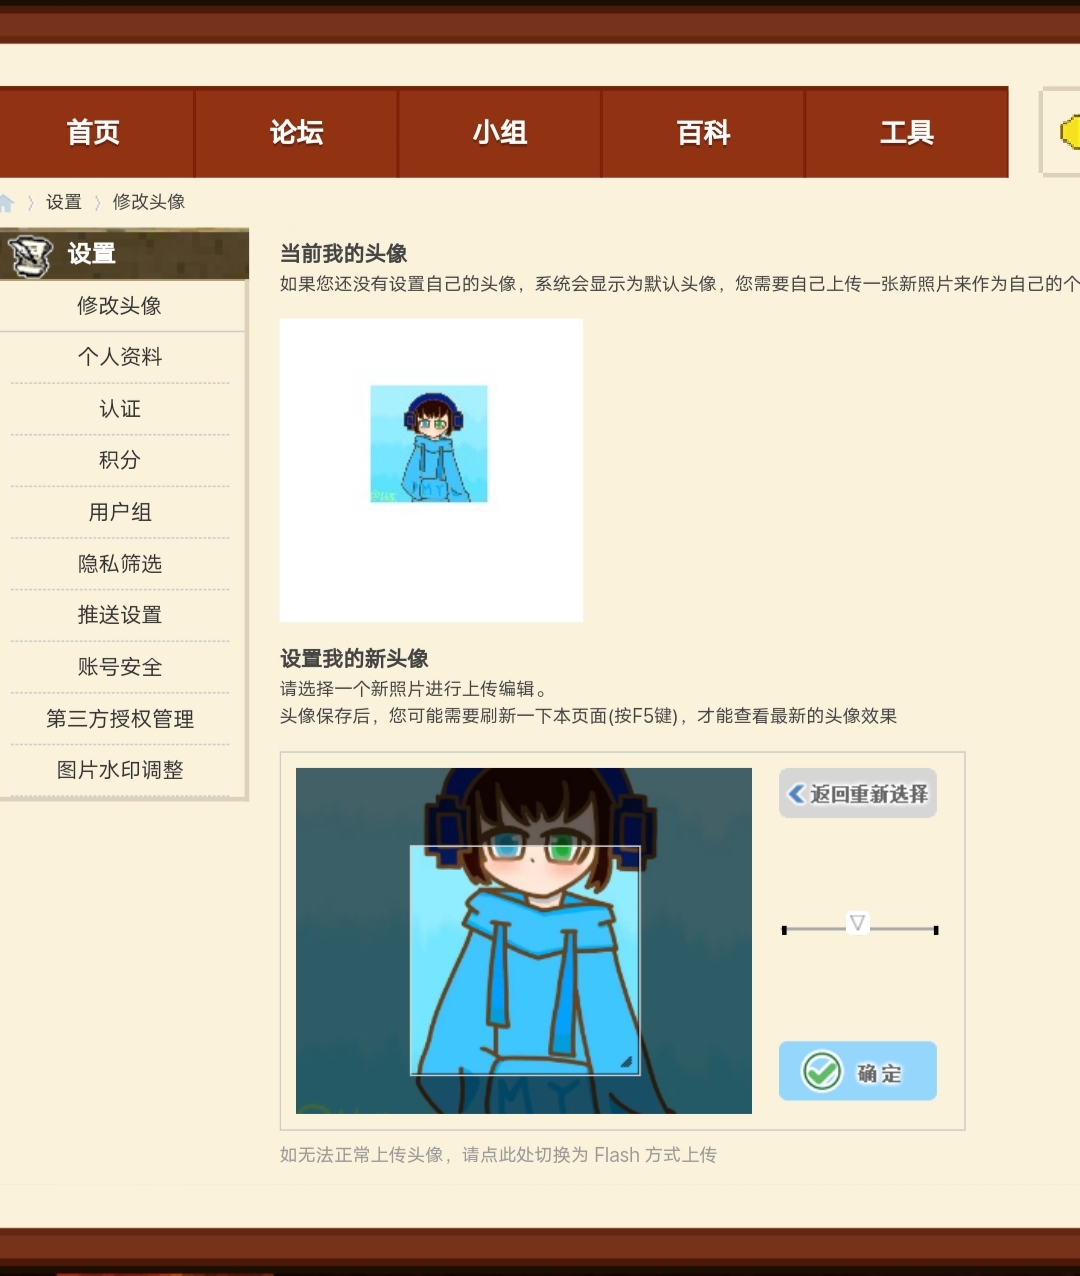 首页 论坛 小组 百科 工具
设置 修改头像
设置
修改头像
个人资料
认证
积分
用户组
隐私筛选
推送设置
账号安全
第三方授权管理
图片水印调整
当前我的头像
如果您还没有设置自己的头像，系统会显示为默认头像，您需要自己上传一张新照片来作为自己的个
设置我的新头像
请选择一个新照片进行上传编辑。
头像保存后，您可能需要刷新一下本页面(按F5键)，才能查看最新的头像效果
PMY
返回重新选择
确定
如无法正常上传头像，请点此处切换为 Flash 方式上传